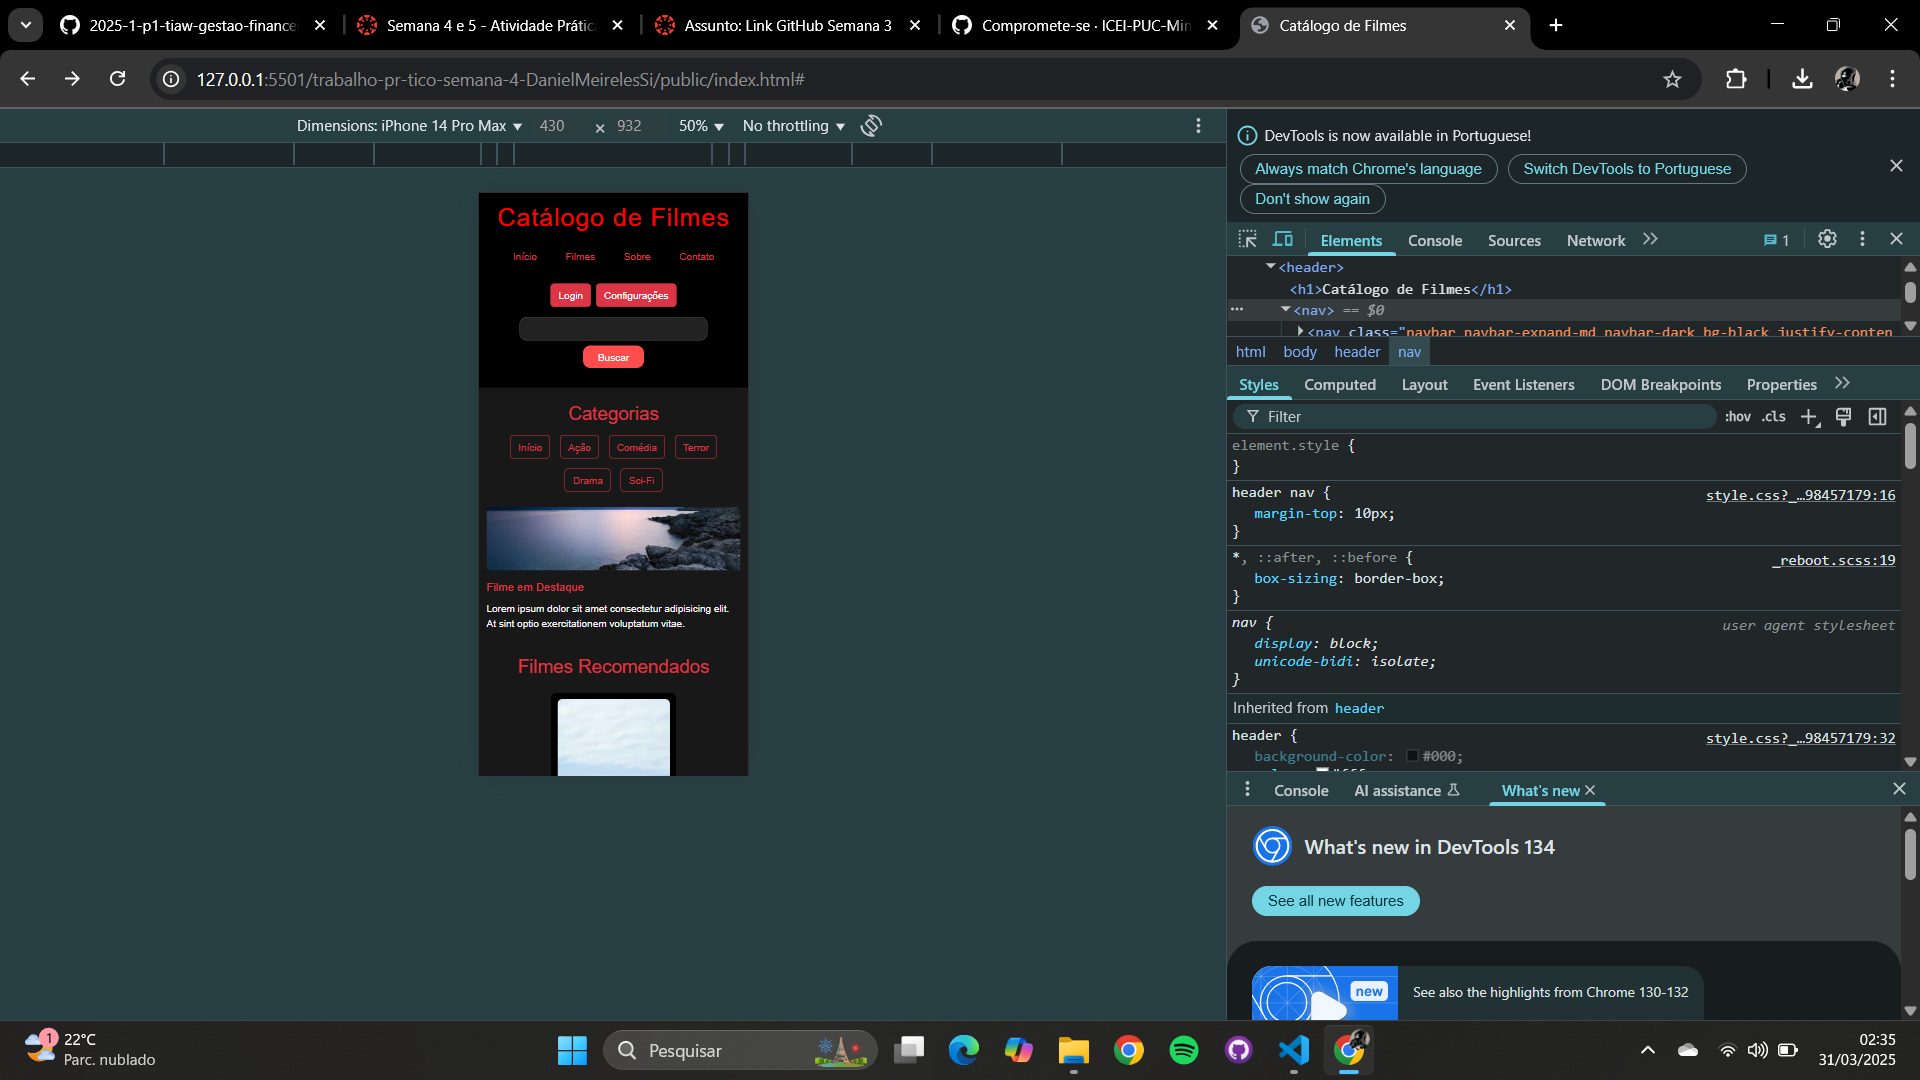 2025-1-p1-tiaw-gestao-finance
Semana 4 e 5 - Atividade Prátic
Assunto: Link GitHub Semana 3
Compromete-se · ICEI-PUC-Min
Catálogo de Filmes
127.0.0.1:5501/trabalho-pr-tico-semana-4-DanielMeirelesSi/public/index.html#
Dimensions: iPhone 14 Pro Max 430 × 932 50% No throttling
Catálogo de Filmes
Início Filmes Sobre Contato
Login Configurações
Buscar
Categorias
Início Ação Comédia Terror
Drama Sci-Fi
Filme em Destaque
Lorem ipsum dolor sit amet consectetur adipisicing elit.
At sint optio exercitationem voluptatum vitae.
Filmes Recomendados
DevTools is now available in Portuguese!
Always match Chrome's language Switch DevTools to Portuguese
Don't show again
Elements Console Sources Network 1
<header>
<h1>Catálogo de Filmes</h1>
<nav> == $0
<nav class="navbar navbar-expand-md navbar-dark bg-black justify-conten
html body header nav
Styles Computed Layout Event Listeners DOM Breakpoints Properties
Filter :hov .cls
element.style {
}
header nav { style.css?_…98457179:16
margin-top: 10px;
}
*, ::after, ::before { _reboot.scss:19
box-sizing: border-box;
}
nav { user agent stylesheet
display: block;
unicode-bidi: isolate;
}
Inherited from header
header { style.css?_…98457179:32
background-color: #000;
Console AI assistance What's new
What's new in DevTools 134
See all new features
new
See also the highlights from Chrome 130-132
1
22°C
Parc. nublado
Pesquisar
02:35
31/03/2025